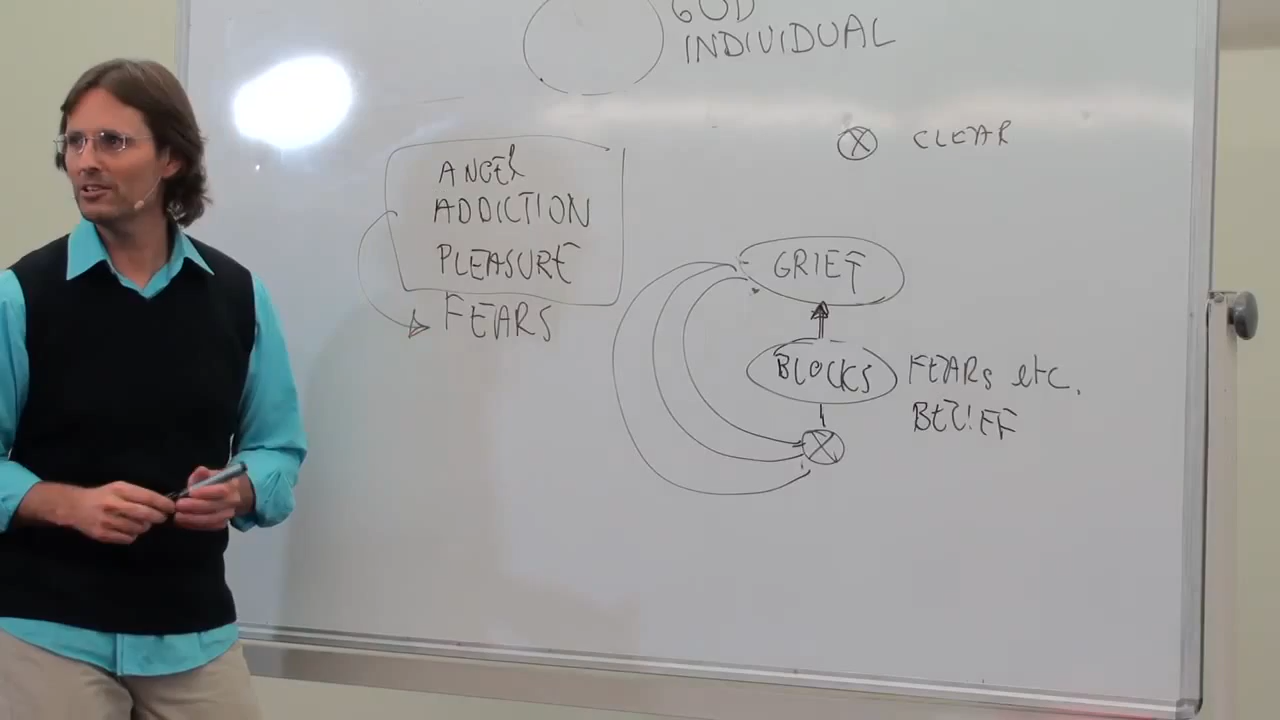 GOD
INDIVIDUAL
CLEAR
ANGER
ADDICTION
PLEASURE
FEARS
GRIEF
BLOCKS
FEARS etc.
BELIEF